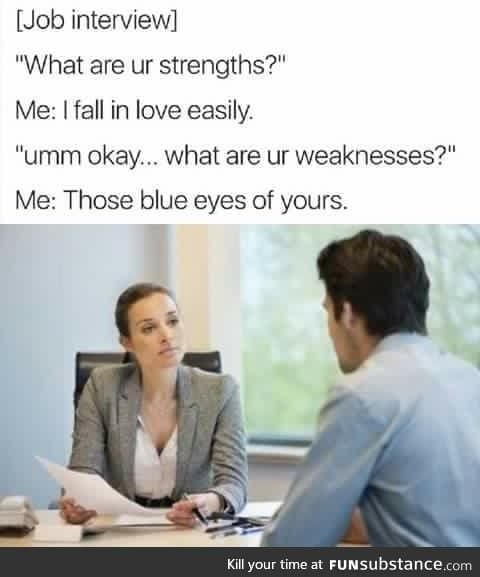 [Job interview]
"What are ur strengths?"
Me: I fall in love easily.
"umm okay... what are ur weaknesses?"
Me: Those blue eyes of yours.
Kill your time at FUNsubstance.com